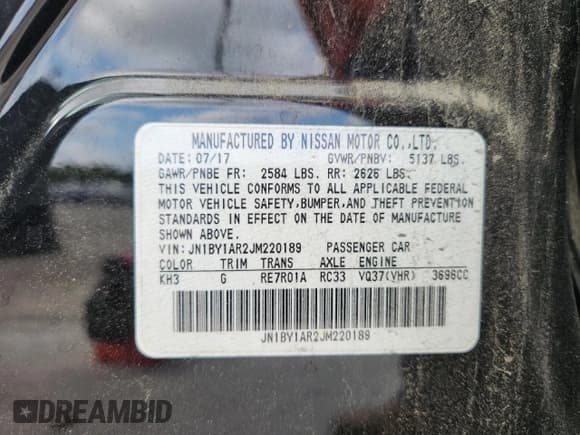 MANUFACTURED BY NISSAN MOTOR CO.,LTD.
DATE: 07/17 GVWR/PNBV: 5137 LBS.
GAWR/PNBE FR: 2584 LBS. RR: 2626 LBS.
THIS VEHICLE CONFORMS TO ALL APPLICABLE FEDERAL
MOTOR VEHICLE SAFETY,BUMPER,AND THEFT PREVENTION
STANDARDS IN EFFECT ON THE DATE OF MANUFACTURE
SHOWN ABOVE.
VIN: JN1BY1AR2JM220189 PASSENGER CAR
COLOR TRIM TRANS AXLE ENGINE
KH3 G RE7R01A RC33 VQ37(VHR) 3696CC
JN1BY1AR2JM220189
DREAMBID